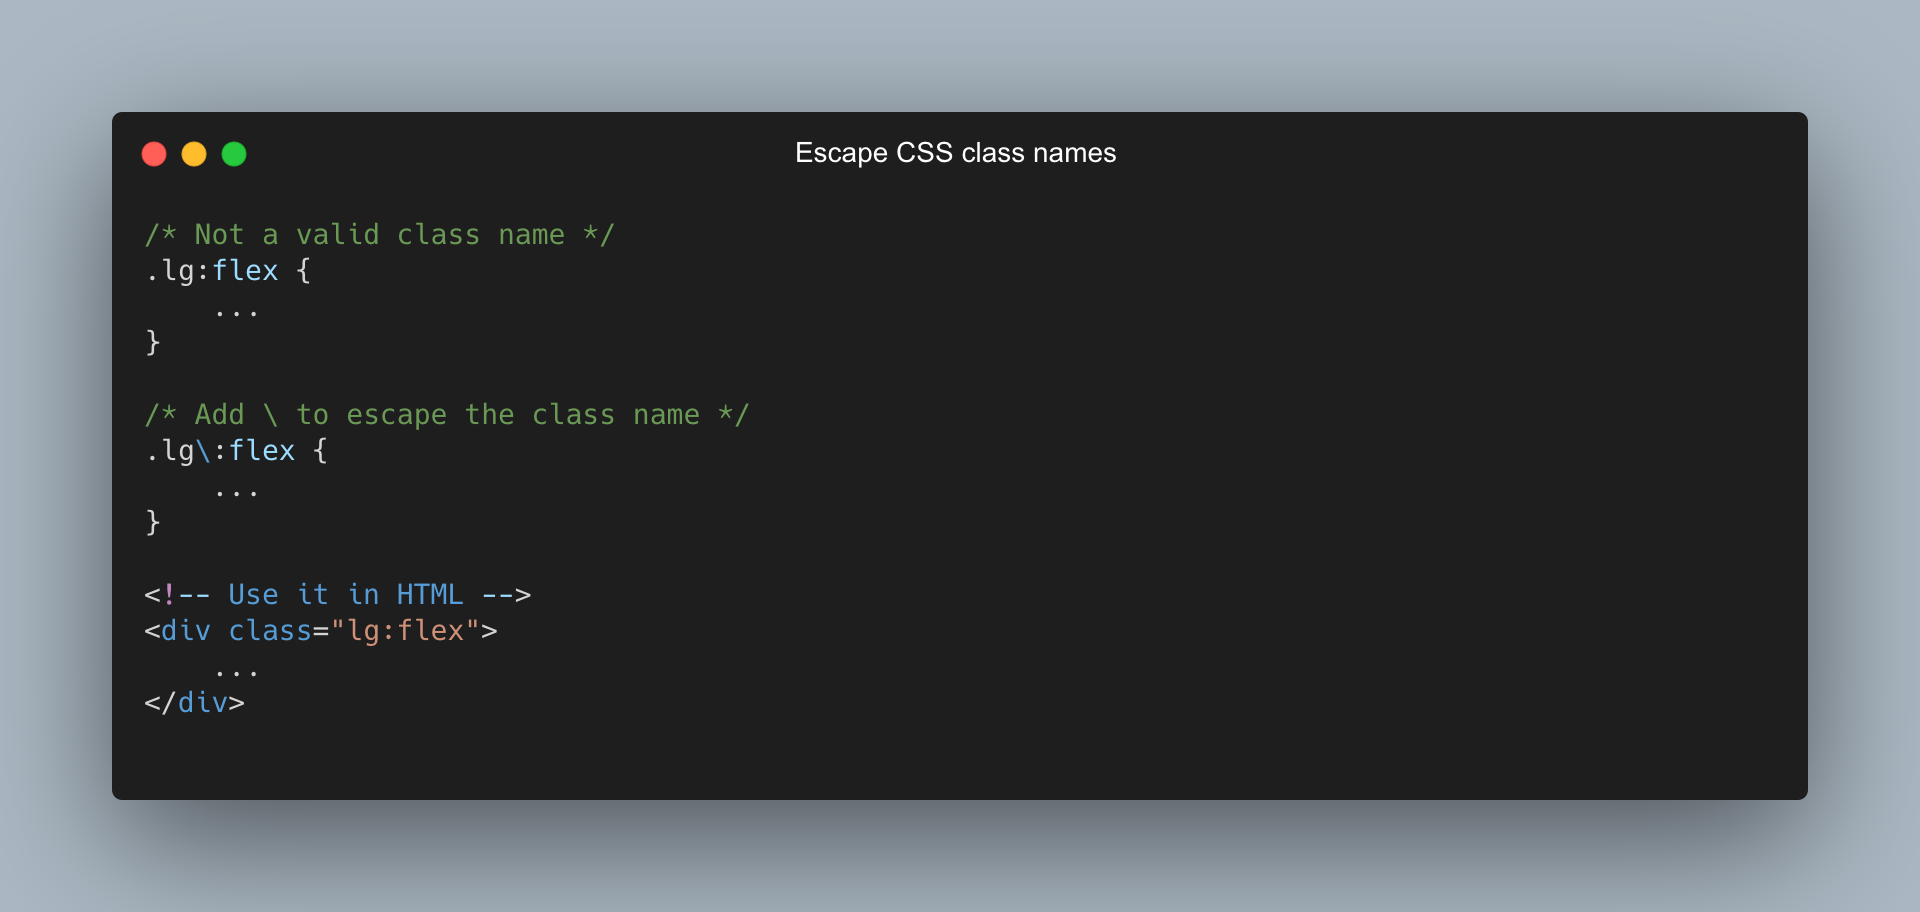 Escape CSS class names
/* Not a valid class name */
.lg:flex {
    ...
}
/* Add \ to escape the class name */
.lg\:flex {
    ...
}
<!-- Use it in HTML -->
<div class="lg:flex">
    ...
</div>